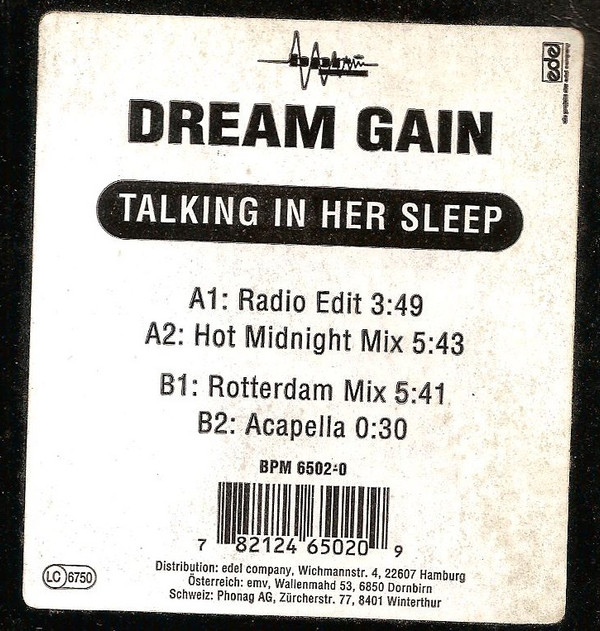 edel
DREAM GAIN
TALKING IN HER SLEEP
A1: Radio Edit 3:49
A2: Hot Midnight Mix 5:43
B1: Rotterdam Mix 5:41
B2: Acapella 0:30
BPM 6502-0
7 82124 65020 9
LC 6750
Distribution: edel company, Wichmannstr. 4, 22607 Hamburg
Österreich: emv, Wallenmahd 53, 6850 Dornbirn
Schweiz: Phonag AG, Zürcherstr. 77, 8401 Winterthur